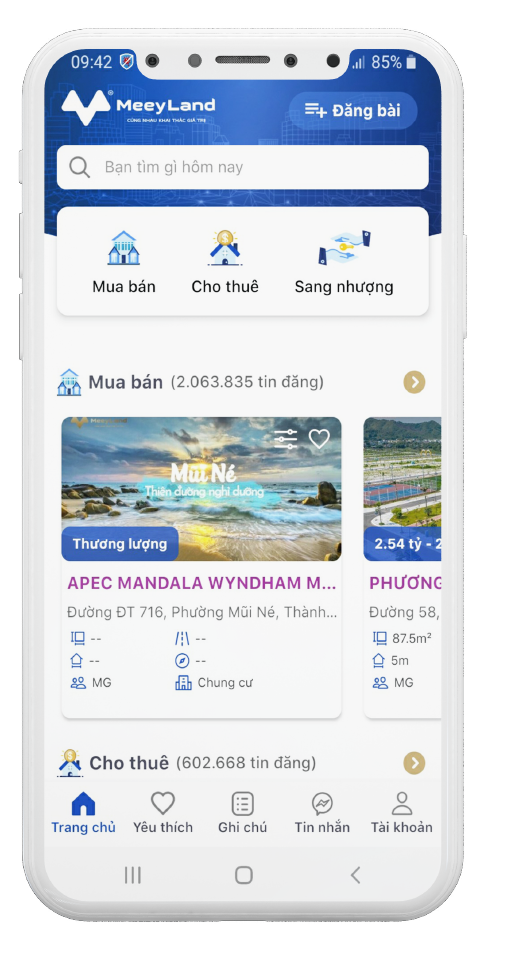 09:42
85%
MeeyLand
CÙNG NHAU KHAI THÁC GIÁ TRỊ
Đăng bài
Bạn tìm gì hôm nay
Mua bán
Cho thuê
Sang nhượng
Mua bán (2.063.835 tin đăng)
MeeyLand
Mũi Né
Thiên đường nghỉ dưỡng
Thương lượng
2.54 tỷ - 2
APEC MANDALA WYNDHAM M...
Đường ĐT 716, Phường Mũi Né, Thành...
--
--
--
--
MG
Chung cư
PHƯƠNG
Đường 58,
87.5m²
5m
MG
Cho thuê (602.668 tin đăng)
Trang chủ
Yêu thích
Ghi chú
Tin nhắn
Tài khoản